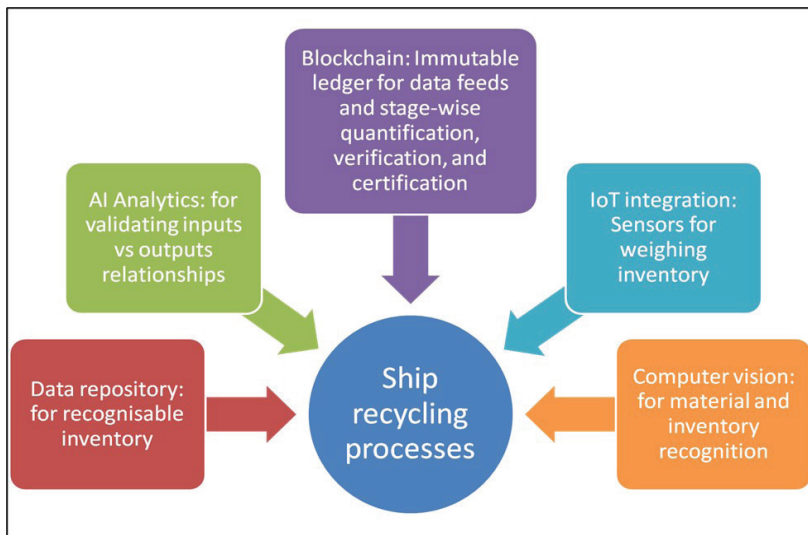 Blockchain: Immutable
ledger for data feeds
and stage-wise
quantification,
verification, and
certification
AI Analytics: for
validating inputs
vs outputs
relationships
IoT integration:
Sensors for
weighing
inventory
Data repository:
for recognisable
inventory
Ship
recycling
processes
Computer vision:
for material and
inventory
recognition